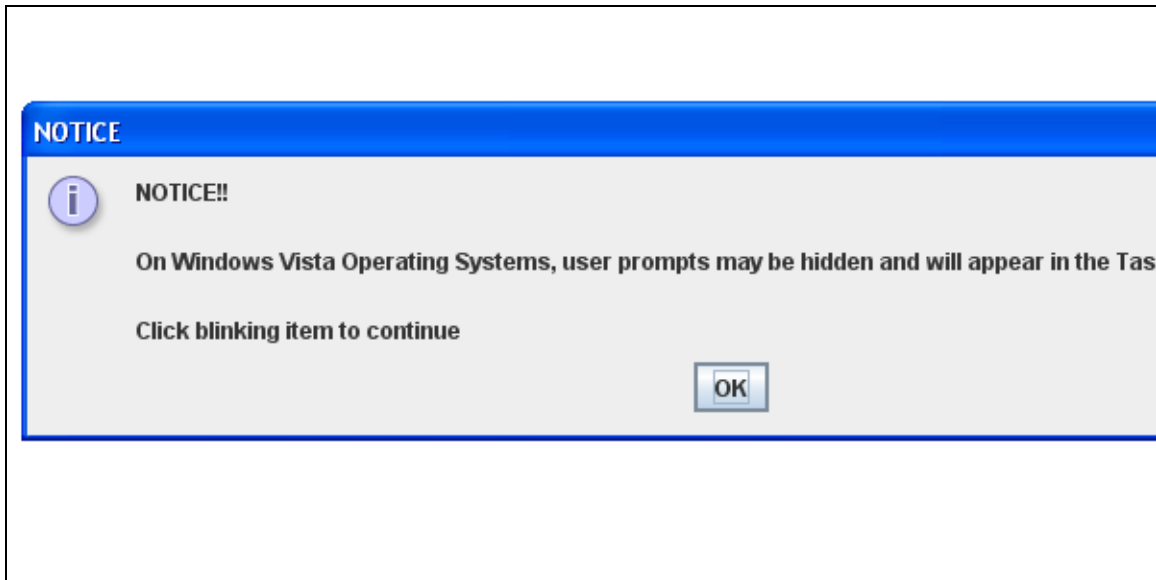 NOTICE
NOTICE!!
On Windows Vista Operating Systems, user prompts may be hidden and will appear in the Tas
Click blinking item to continue
OK